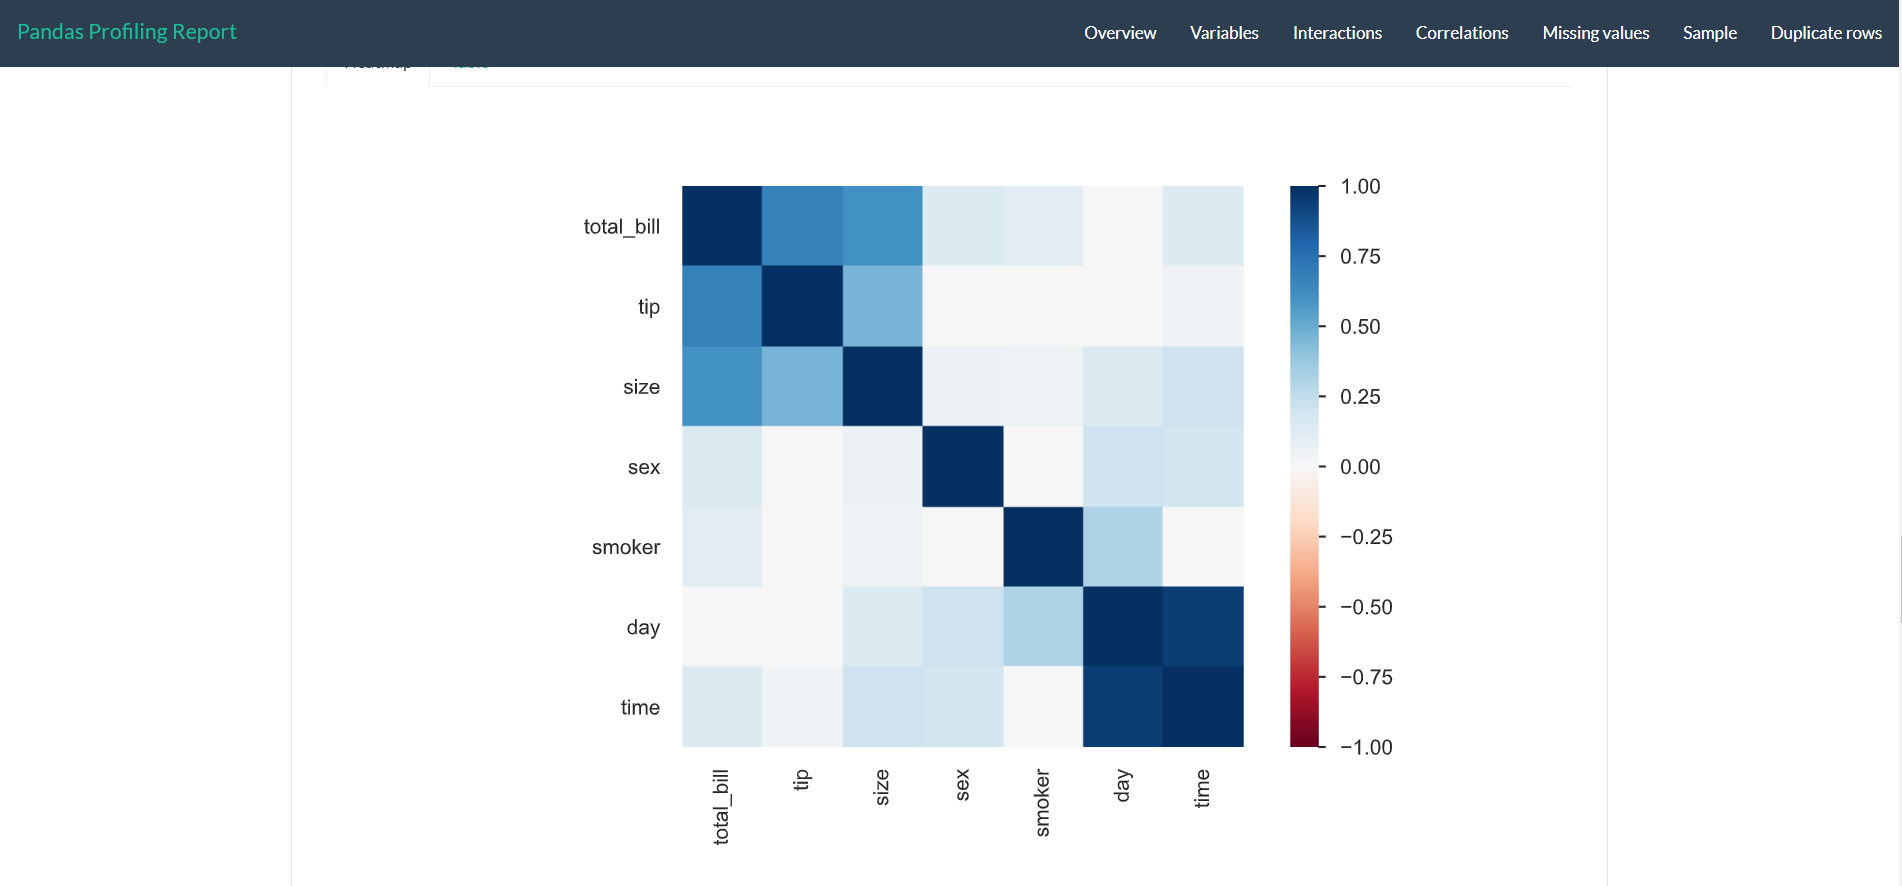 Pandas Profiling Report
Overview Variables Interactions Correlations Missing values Sample Duplicate rows
total_bill
tip
size
sex
smoker
day
time
total_bill tip size sex smoker day time
1.00
0.75
0.50
0.25
0.00
−0.25
−0.50
−0.75
−1.00